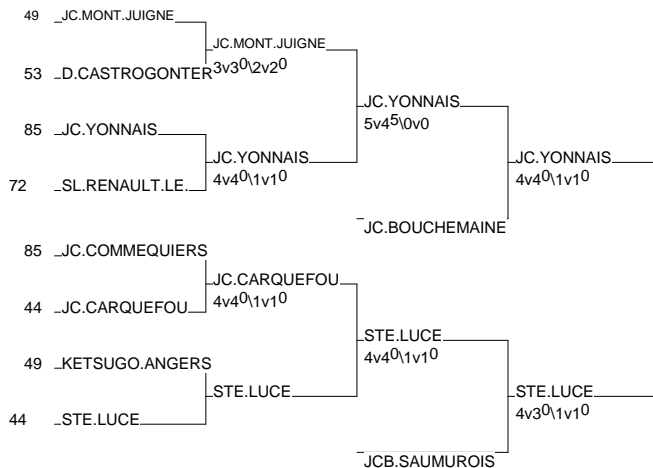 49 JC.MONT.JUIGNE
JC.MONT.JUIGNE
3v3⁰\2v2⁰
53 D.CASTROGONTER
JC.YONNAIS
5v4⁵\0v0
85 JC.YONNAIS
JC.YONNAIS
4v4⁰\1v1⁰
JC.YONNAIS
4v4⁰\1v1⁰
72 SL.RENAULT.LE.
JC.BOUCHEMAINE
85 JC.COMMEQUIERS
JC.CARQUEFOU
4v4⁰\1v1⁰
44 JC.CARQUEFOU
STE.LUCE
4v4⁰\1v1⁰
49 KETSUGO.ANGERS
STE.LUCE
STE.LUCE
4v3⁰\1v1⁰
44 STE.LUCE
JCB.SAUMUROIS